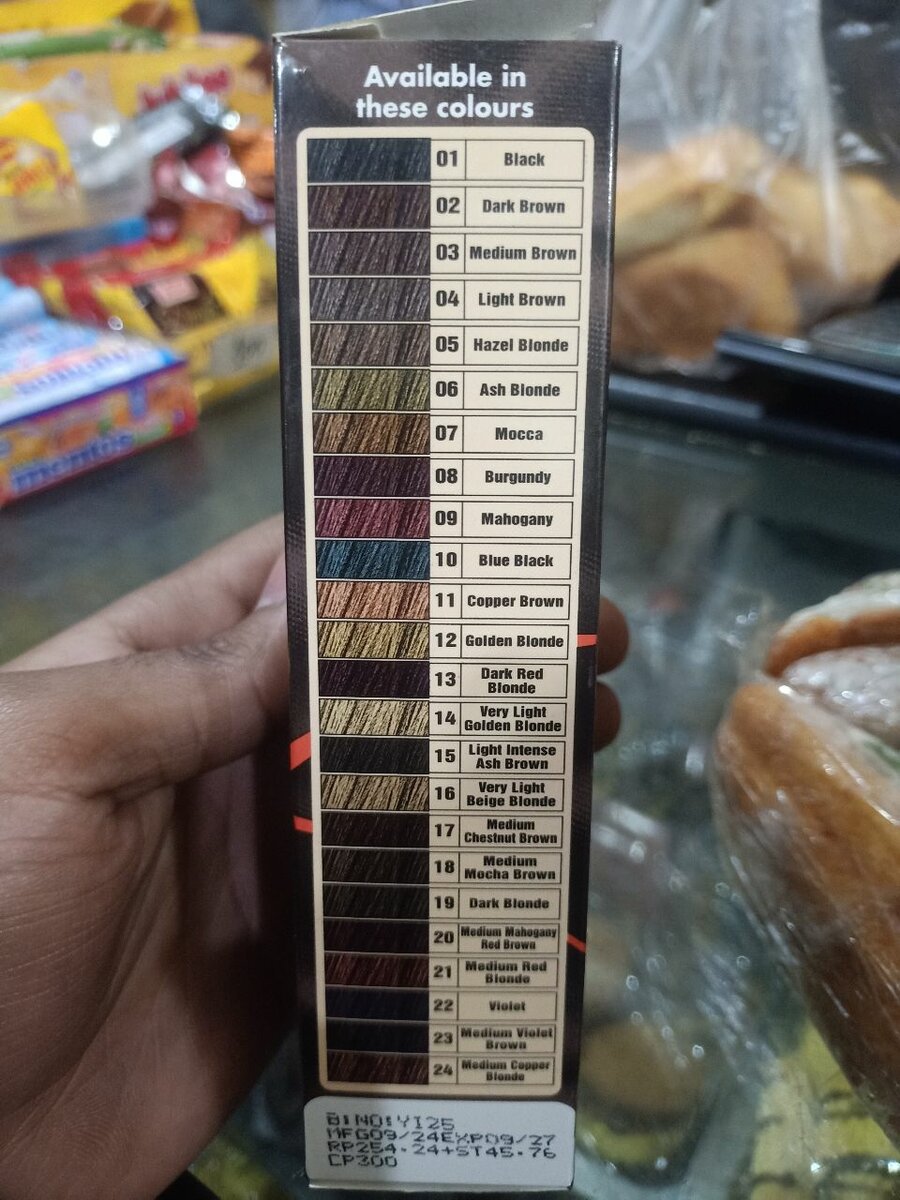 Available in
these colours
01 Black
02 Dark Brown
03 Medium Brown
04 Light Brown
05 Hazel Blonde
06 Ash Blonde
07 Mocca
08 Burgundy
09 Mahogany
10 Blue Black
11 Copper Brown
12 Golden Blonde
13 Dark Red
Blonde
14 Very Light
Golden Blonde
15 Light Intense
Ash Brown
16 Very Light
Beige Blonde
17 Medium
Chestnut Brown
18 Medium
Mocha Brown
19 Dark Blonde
20 Medium Mahogany
Red Brown
21 Medium Red
Blonde
22 Violet
23 Medium Violet
Brown
24 Medium Copper
Blonde
B:NO:YI25
MFG09/24EXP09/27
RP254.24+ST45.76
CP300
mentos